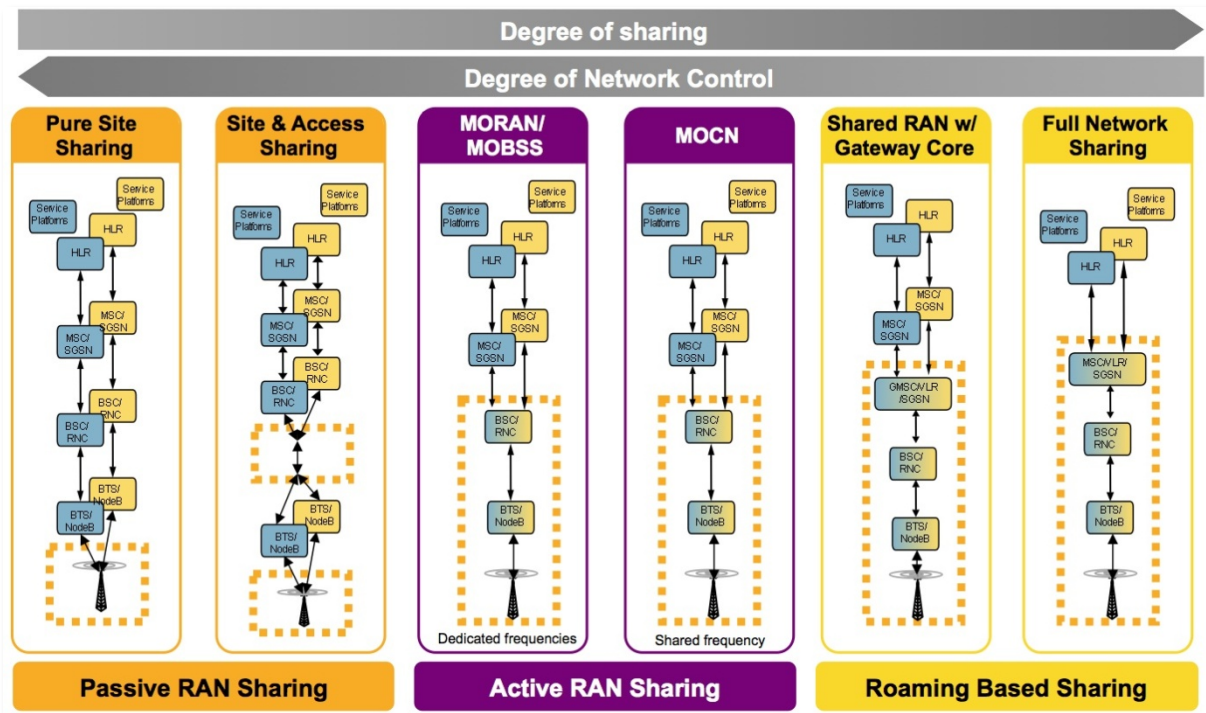 Degree of sharing
Degree of Network Control
Pure Site
Sharing
Service
Platforms
Service
Platforms
HLR
HLR
MSC/
SGSN
MSC/
SGSN
BSC/
RNC
BSC/
RNC
BTS/
NodeB
BTS/
NodeB
Site & Access
Sharing
Service
Platforms
Service
Platforms
HLR
HLR
MSC/
SGSN
MSC/
SGSN
BSC/
RNC
BSC/
RNC
BTS/
NodeB
BTS/
NodeB
MORAN/
MOBSS
Service
Platforms
Service
Platforms
HLR
HLR
MSC/
SGSN
MSC/
SGSN
BSC/
RNC
BTS/
NodeB
Dedicated frequencies
MOCN
Service
Platforms
Service
Platforms
HLR
HLR
MSC/
SGSN
MSC/
SGSN
BSC/
RNC
BTS/
NodeB
Shared frequency
Shared RAN w/
Gateway Core
Service
Platforms
Service
Platforms
HLR
HLR
MSC/
SGSN
MSC/
SGSN
GMSC/VLR
/SGSN
BSC/
RNC
BTS/
NodeB
Full Network
Sharing
Service
Platforms
Service
Platforms
HLR
HLR
MSC/VLR/
SGSN
BSC/
RNC
BTS/
NodeB
Passive RAN Sharing
Active RAN Sharing
Roaming Based Sharing